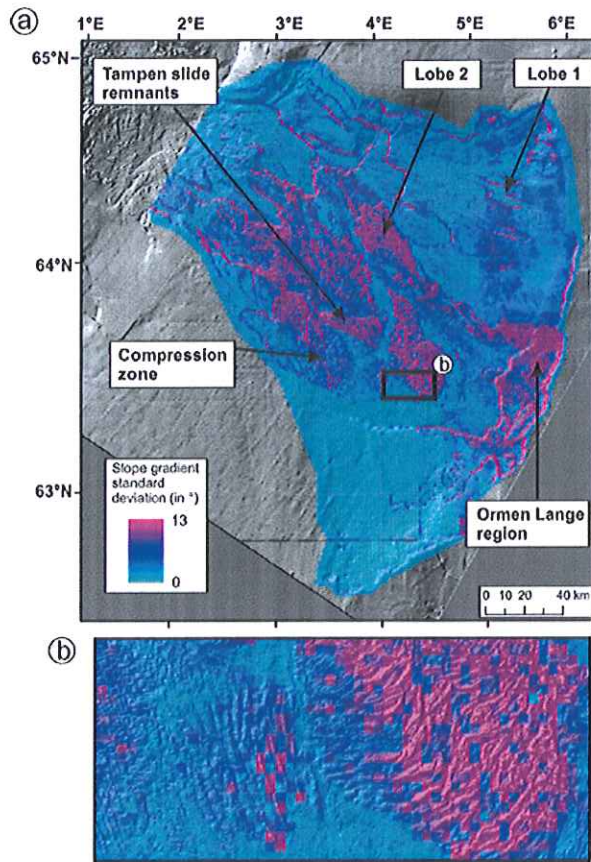 a
1°E 2°E 3°E 4°E 5°E 6°E
65°N
Tampen slide
remnants
Lobe 2
Lobe 1
64°N
Compression
zone
b
Slope gradient
standard
deviation (in °)
13
0
63°N
Ormen Lange
region
0 10 20 40 km
b